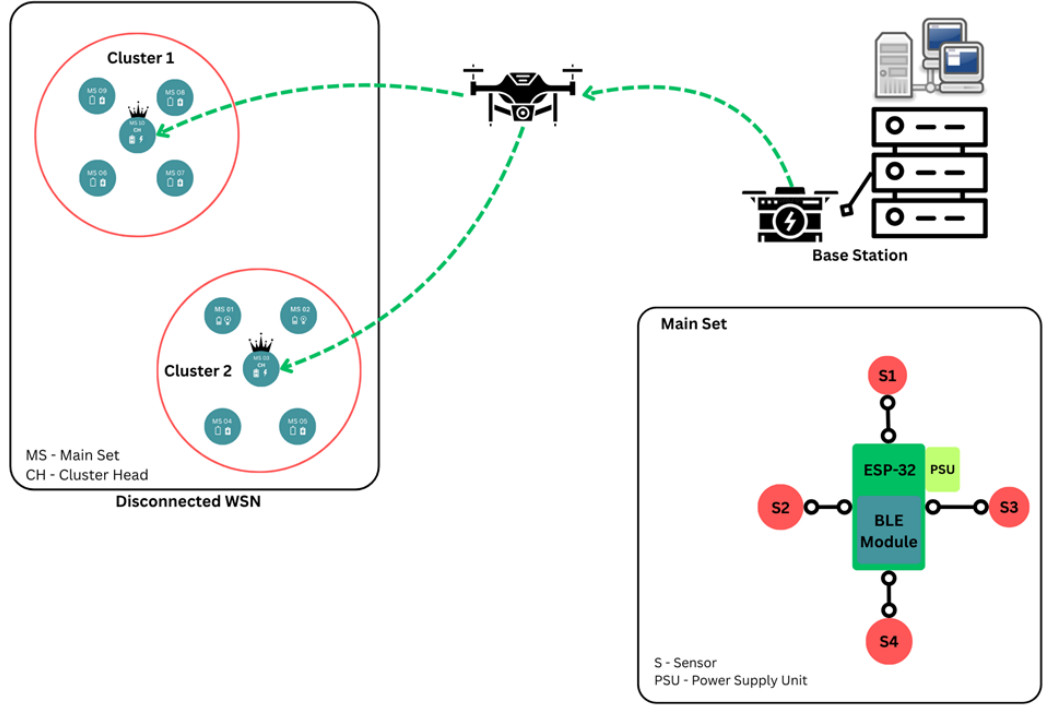 Cluster 1
MS 09
MS 08
MS 05
CH
MS 06
MS 07
MS 01
MS 02
MS 03
CH
Cluster 2
MS 04
MS 05
MS - Main Set
CH - Cluster Head
Disconnected WSN
Base Station
Main Set
S1
ESP-32
PSU
S2
BLE
Module
S3
S4
S - Sensor
PSU - Power Supply Unit